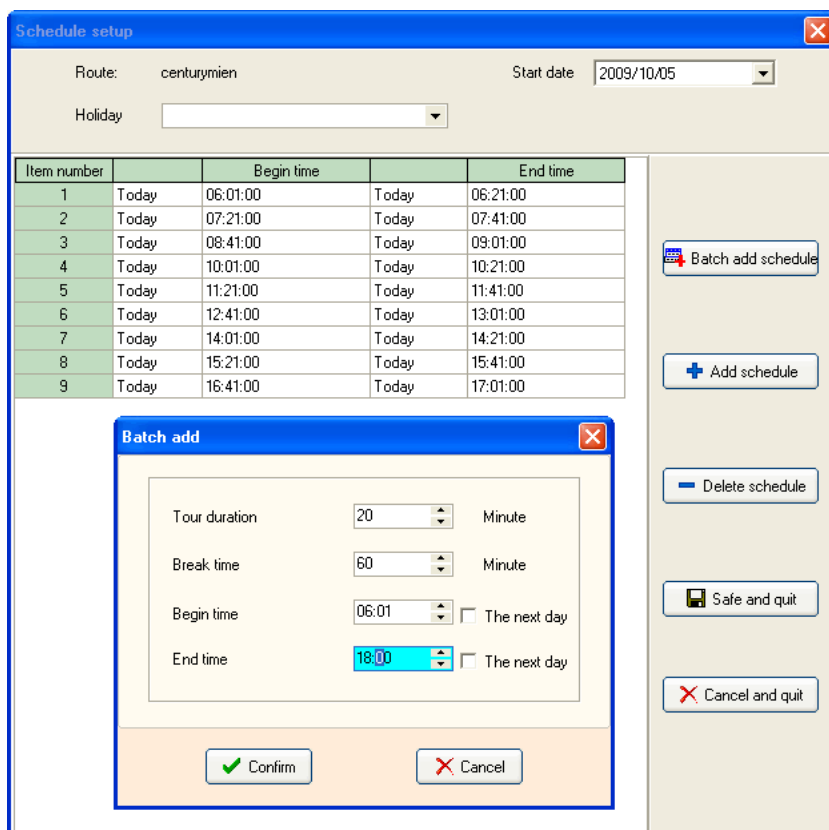 Schedule setup
Route: centurymien Start date 2009/10/05
Holiday
Item number Begin time End time
1 Today 06:01:00 Today 06:21:00
2 Today 07:21:00 Today 07:41:00
3 Today 08:41:00 Today 09:01:00
4 Today 10:01:00 Today 10:21:00
5 Today 11:21:00 Today 11:41:00
6 Today 12:41:00 Today 13:01:00
7 Today 14:01:00 Today 14:21:00
8 Today 15:21:00 Today 15:41:00
9 Today 16:41:00 Today 17:01:00
Batch add schedule
Add schedule
Delete schedule
Safe and quit
Cancel and quit
Batch add
Tour duration 20 Minute
Break time 60 Minute
Begin time 06:01 The next day
End time 18:00 The next day
Confirm Cancel